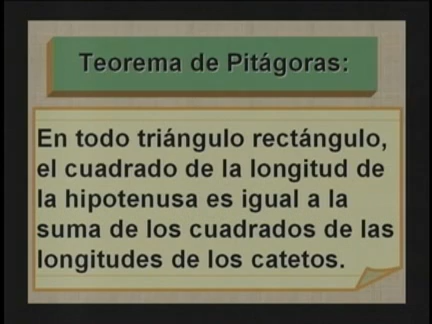 Teorema de Pitágoras:
En todo triángulo rectángulo,
el cuadrado de la longitud de
la hipotenusa es igual a la
suma de los cuadrados de las
longitudes de los catetos.